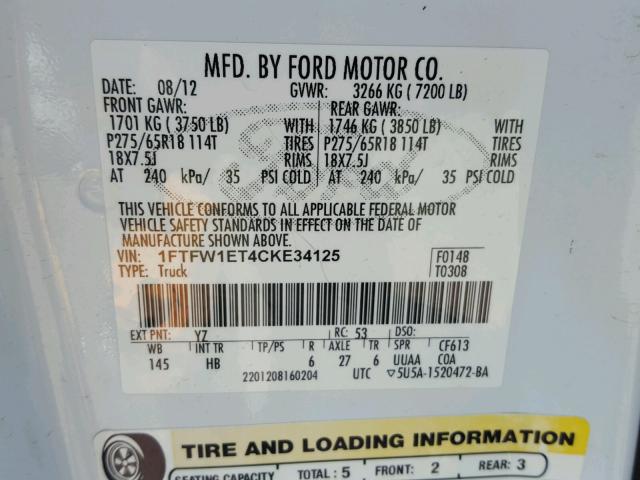 MFD. BY FORD MOTOR CO.
DATE: 08/12 GVWR: 3266 KG ( 7200 LB)
FRONT GAWR: REAR GAWR:
1701 KG ( 3750 LB) WITH 1746 KG ( 3850 LB) WITH
P275/65R18 114T TIRES P275/65R18 114T TIRES
18X7.5J RIMS 18X7.5J RIMS
AT 240 kPa/ 35 PSI COLD AT 240 kPa/ 35 PSI COLD
THIS VEHICLE CONFORMS TO ALL APPLICABLE FEDERAL MOTOR
VEHICLE SAFETY STANDARDS IN EFFECT ON THE DATE OF
MANUFACTURE SHOWN ABOVE.
VIN: 1FTFW1ET4CKE34125 F0148
TYPE: Truck T0308
EXT PNT: YZ RC: 53 DSO:
WB INT TR TP/PS R AXLE TR SPR CF613
145 HB 6 27 6 UUAA COA
2201208160204 UTC ▽5U5A-1520472-BA
TIRE AND LOADING INFORMATION
SEATING CAPACITY TOTAL: 5 FRONT: 2 REAR: 3